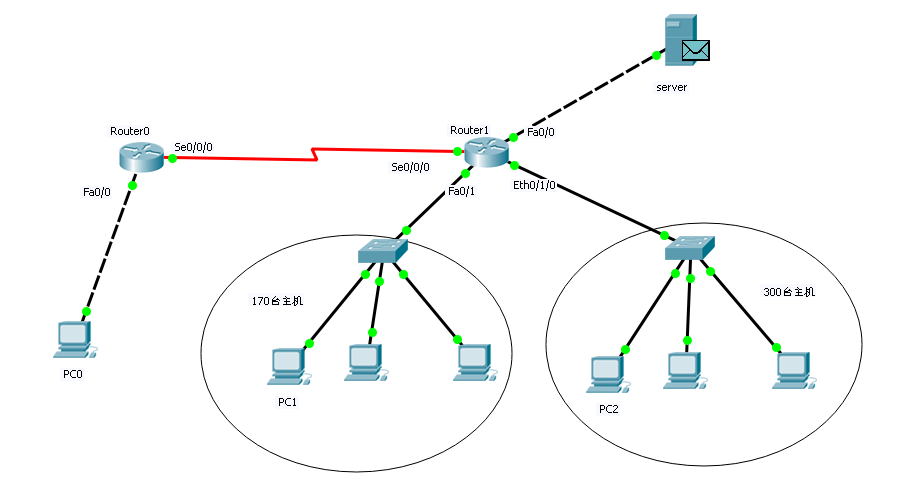 server
Router0
Se0/0/0
Router1
Fa0/0
Se0/0/0
Fa0/1
Eth0/1/0
Fa0/0
170台主机
300台主机
PC0
PC1
PC2